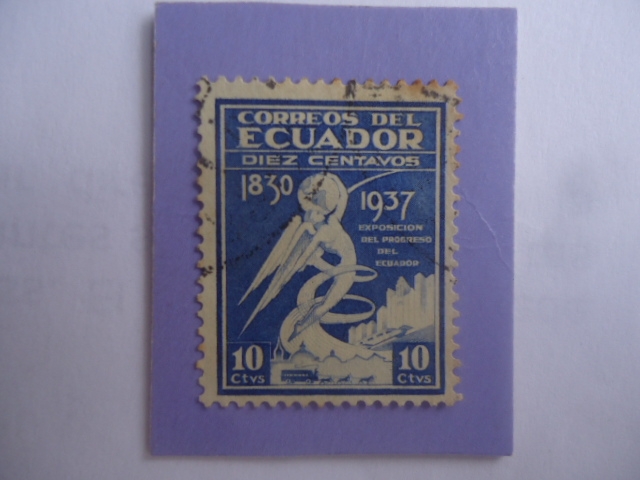 CORREOS DEL
ECUADOR
DIEZ CENTAVOS
1830
1937
EXPOSICION
DEL PROGRESO
DEL
ECUADOR
10
Ctvs
10
Ctvs